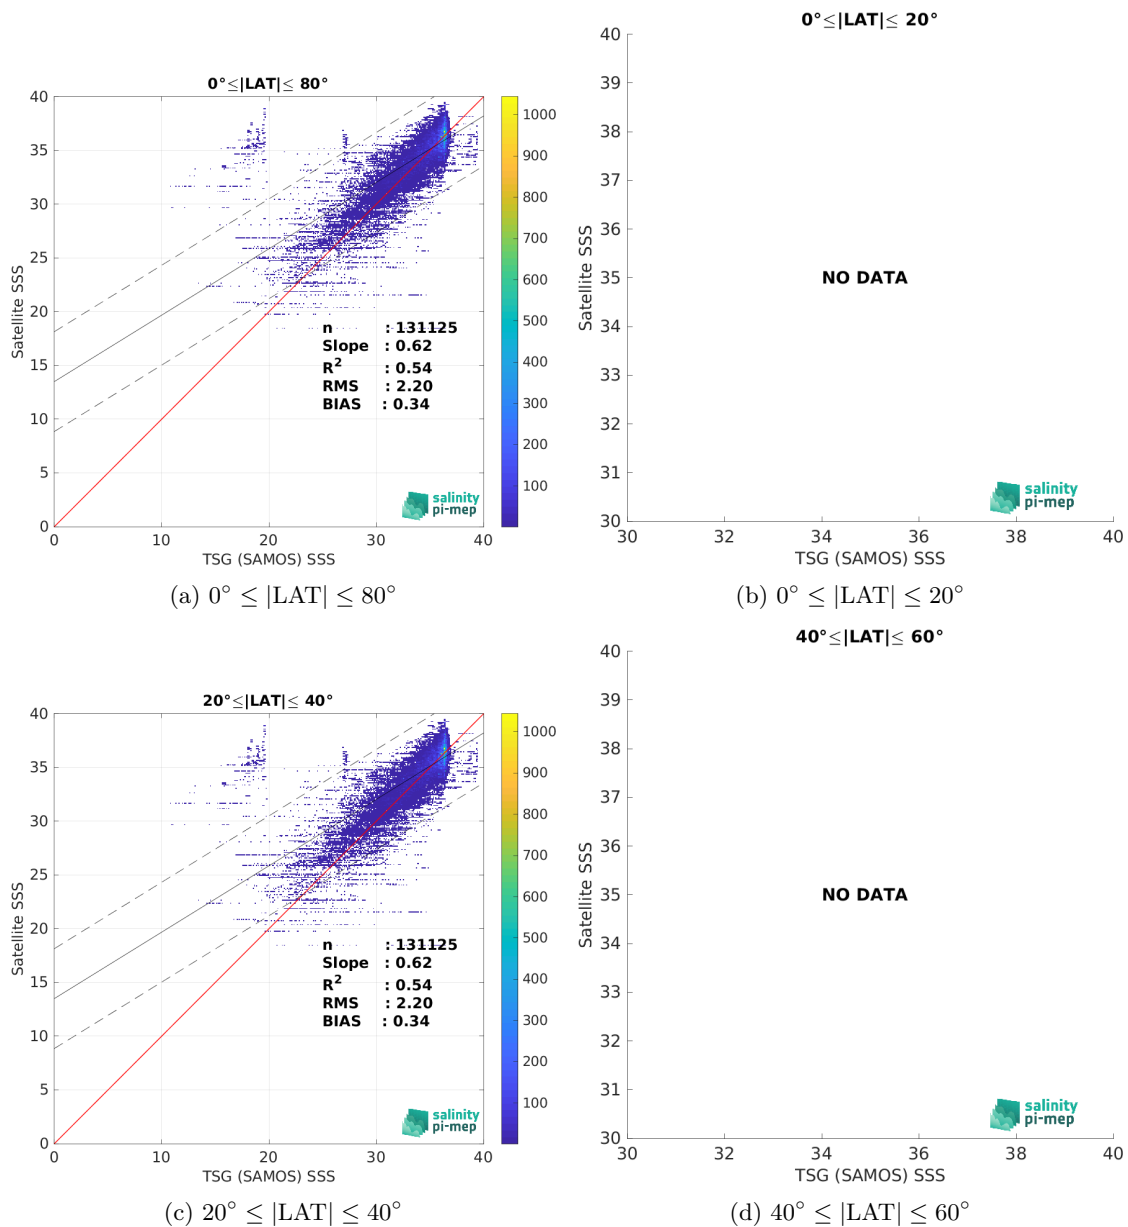 0°≤|LAT|≤ 80°
Satellite SSS
40
35
30
25
20
15
10
5
0
0 10 20 30 40
TSG (SAMOS) SSS
n : 131125
Slope : 0.62
R² : 0.54
RMS : 2.20
BIAS : 0.34
salinity
pi-mep
1000
900
800
700
600
500
400
300
200
100
(a) 0° ≤ |LAT| ≤ 80°
0°≤|LAT|≤ 20°
Satellite SSS
40
39
38
37
36
35
34
33
32
31
30
NO DATA
salinity
pi-mep
30 32 34 36 38 40
TSG (SAMOS) SSS
(b) 0° ≤ |LAT| ≤ 20°
20°≤|LAT|≤ 40°
Satellite SSS
40
35
30
25
20
15
10
5
0
0 10 20 30 40
TSG (SAMOS) SSS
n : 131125
Slope : 0.62
R² : 0.54
RMS : 2.20
BIAS : 0.34
salinity
pi-mep
1000
900
800
700
600
500
400
300
200
100
(c) 20° ≤ |LAT| ≤ 40°
40°≤|LAT|≤ 60°
Satellite SSS
40
39
38
37
36
35
34
33
32
31
30
NO DATA
salinity
pi-mep
30 32 34 36 38 40
TSG (SAMOS) SSS
(d) 40° ≤ |LAT| ≤ 60°